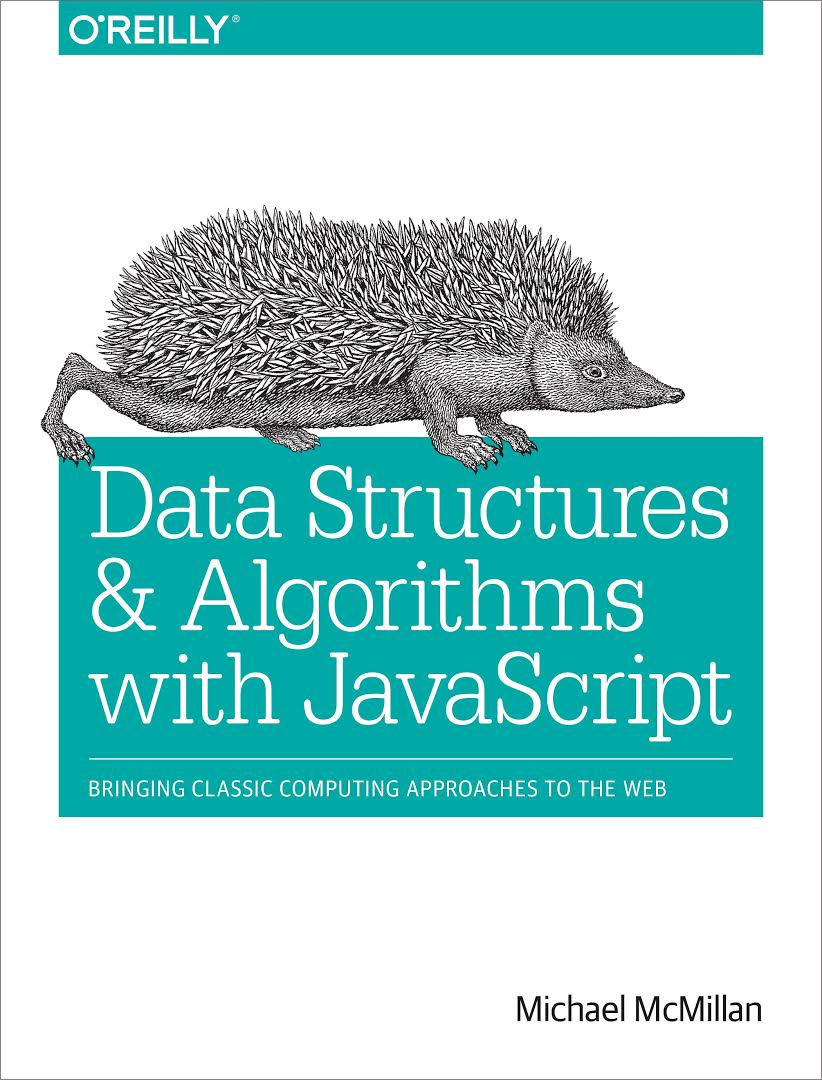 O'REILLY®
Data Structures
& Algorithms
with JavaScript
BRINGING CLASSIC COMPUTING APPROACHES TO THE WEB
Michael McMillan